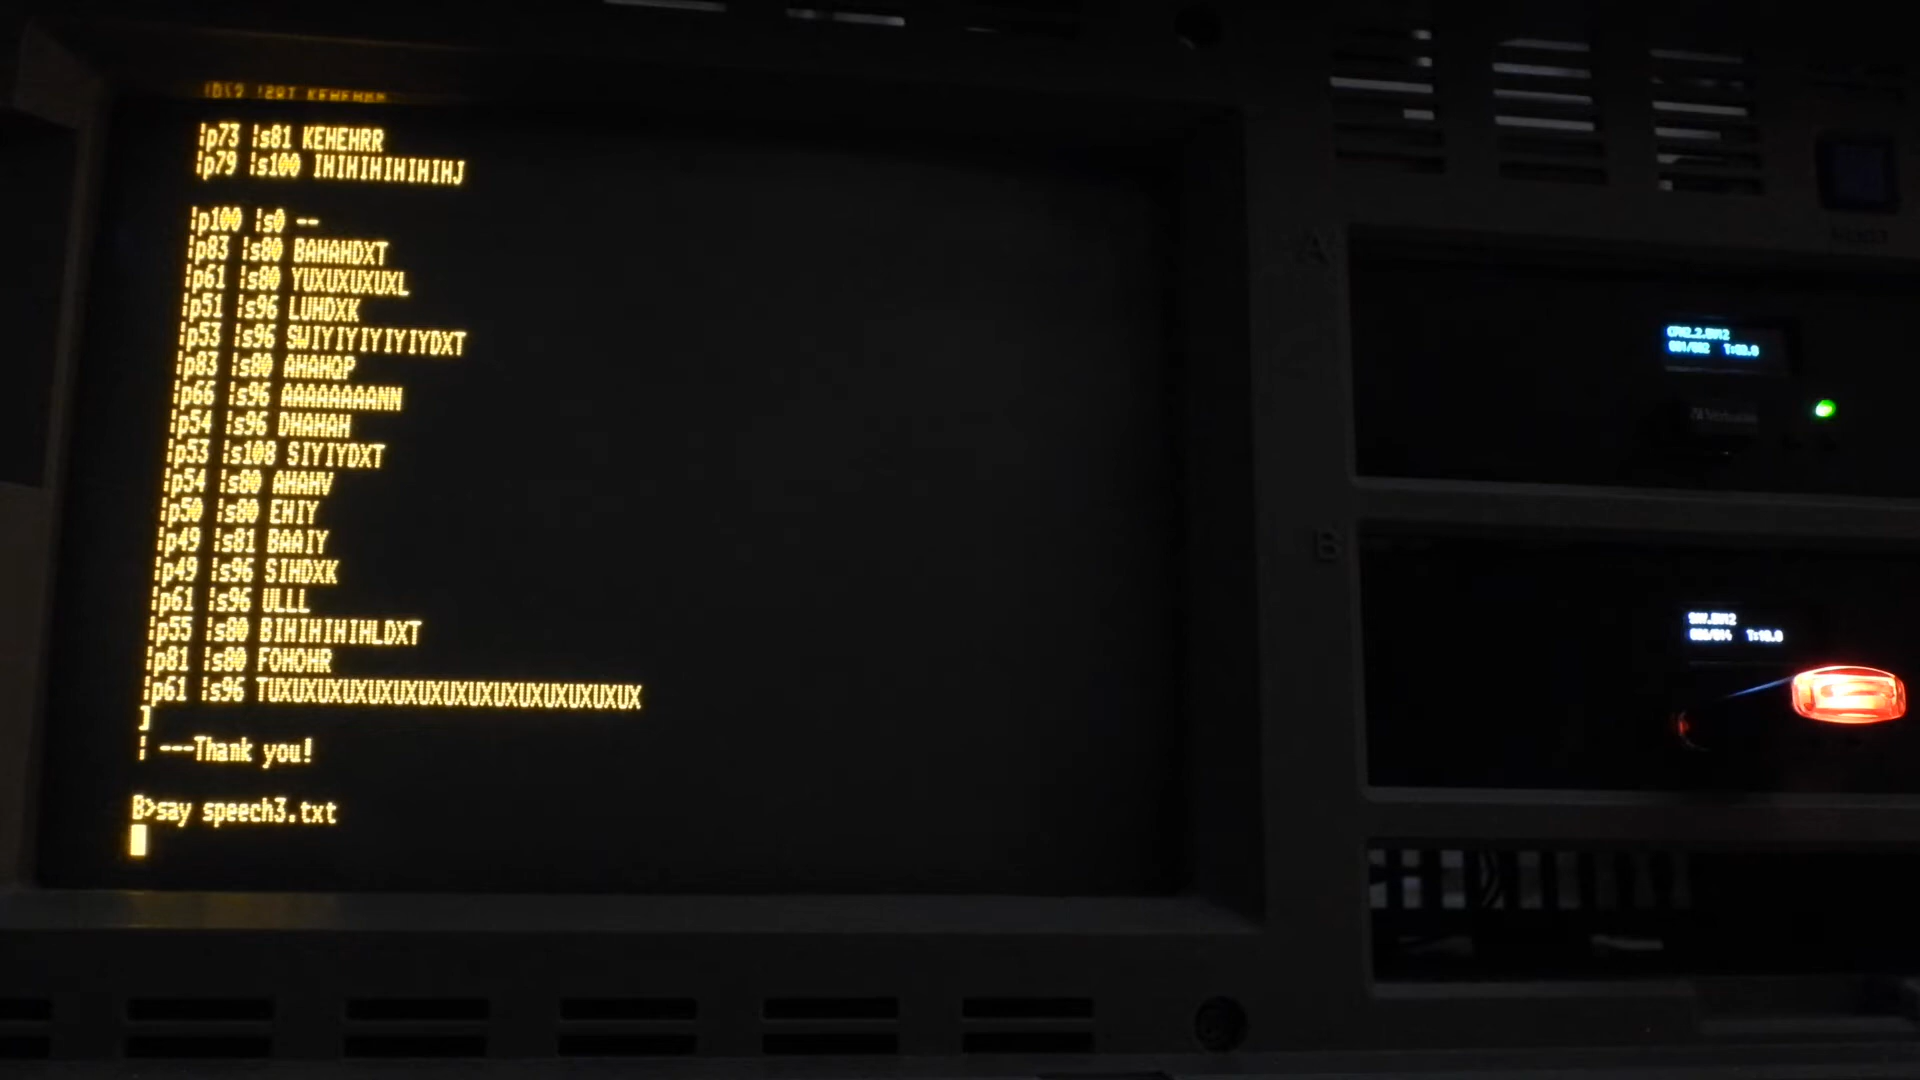 ¦p73 ¦s81 KEHEHRR
¦p79 ¦s100 IHIHIHIHIHIHJ
¦p100 ¦s0 --
¦p83 ¦s80 BAHAHDXT
¦p61 ¦s80 YUXUXUXUXL
¦p51 ¦s96 LUHDXK
¦p53 ¦s96 SWIYIYIYIYIYDXT
¦p83 ¦s80 AHAHQP
¦p66 ¦s96 AAAAAAAANN
¦p54 ¦s96 DHAHAH
¦p53 ¦s108 SIYIYDXT
¦p54 ¦s80 AHAHV
¦p50 ¦s80 EHIY
¦p49 ¦s81 BAAIY
¦p49 ¦s96 SIHDXK
¦p61 ¦s96 ULLL
¦p55 ¦s80 BIHIHIHIHLDXT
¦p81 ¦s80 FOHOHR
¦p61 ¦s96 TUXUXUXUXUXUXUXUXUXUXUXUXUXUXUX
]
¦ ---Thank you!
B>say speech3.txt
A
B